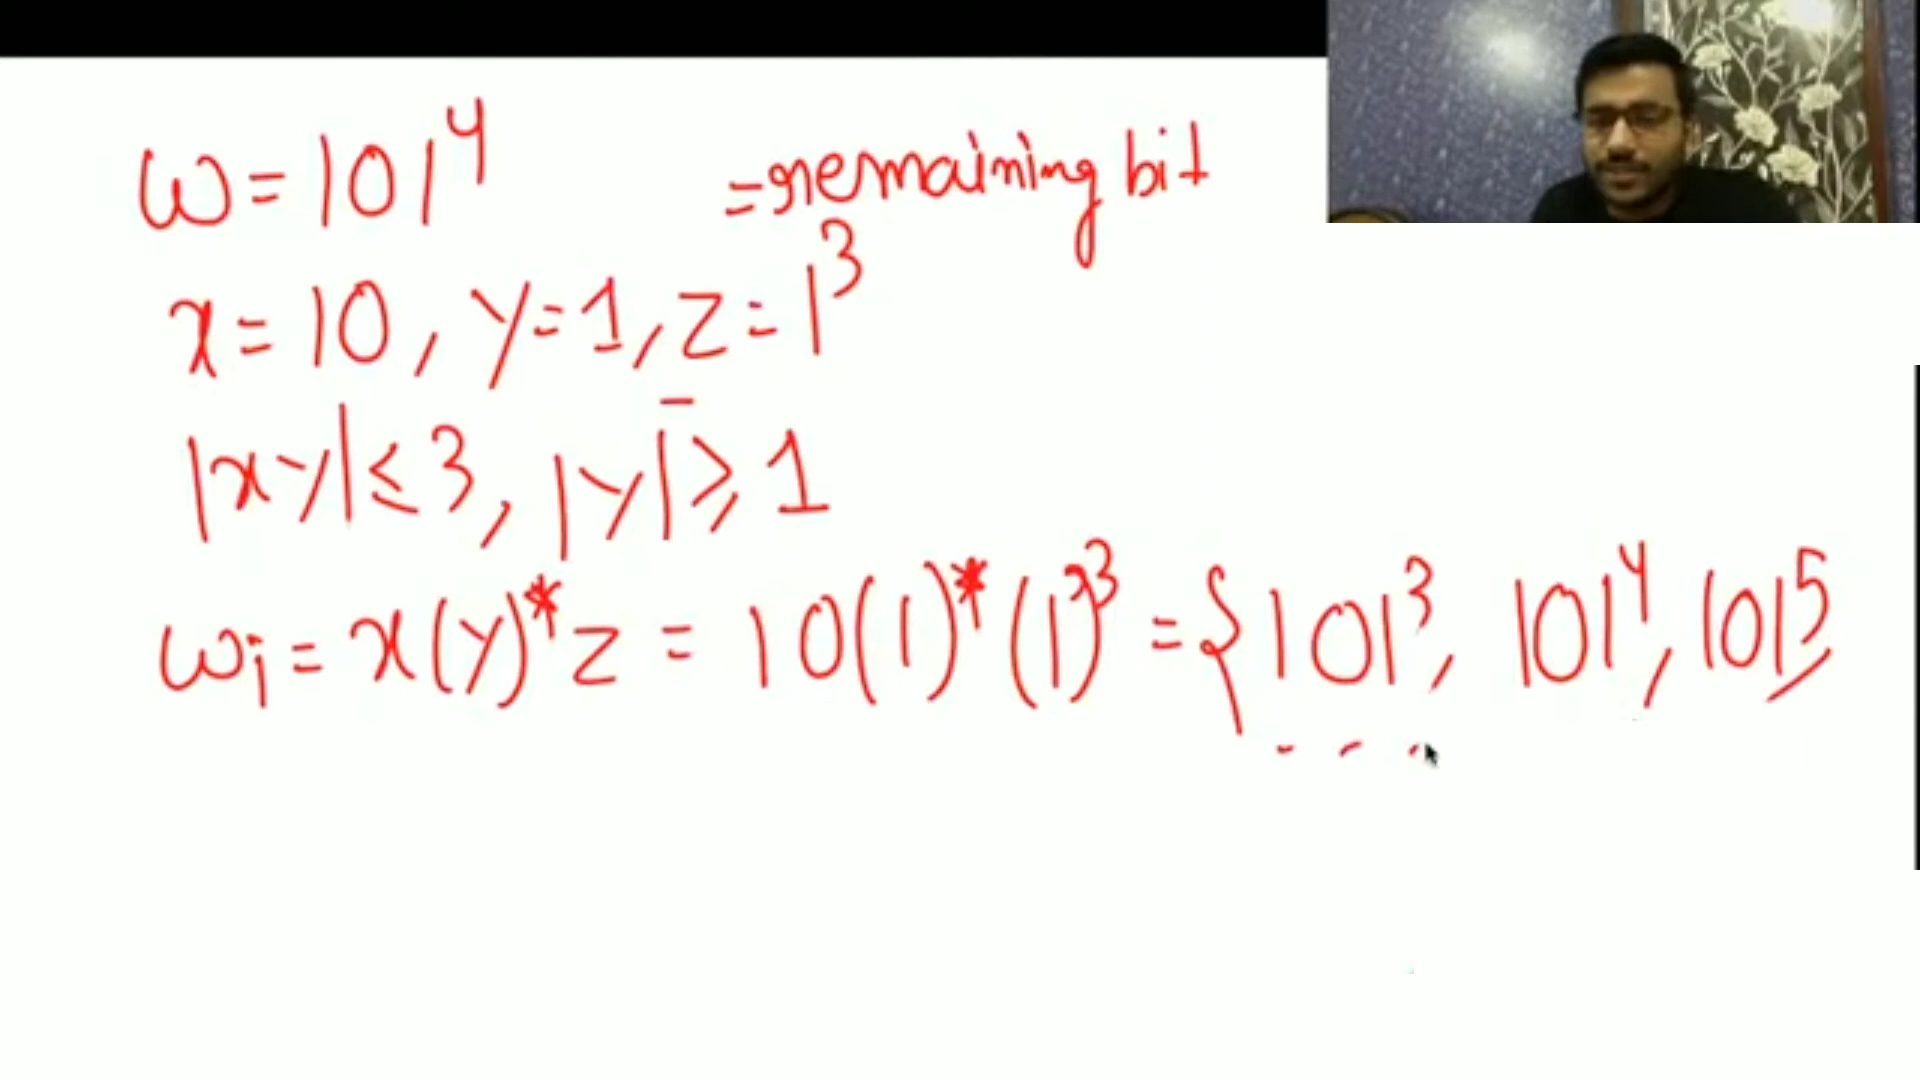 ω = 101⁴
= remaining bit
x = 10, y = 1, z = 1³
|xy| ≤ 3, |y| ≥ 1
ωi = x(y)*z = 10(1)*(1)³ = {101³, 101⁴, 101⁵,
- - -